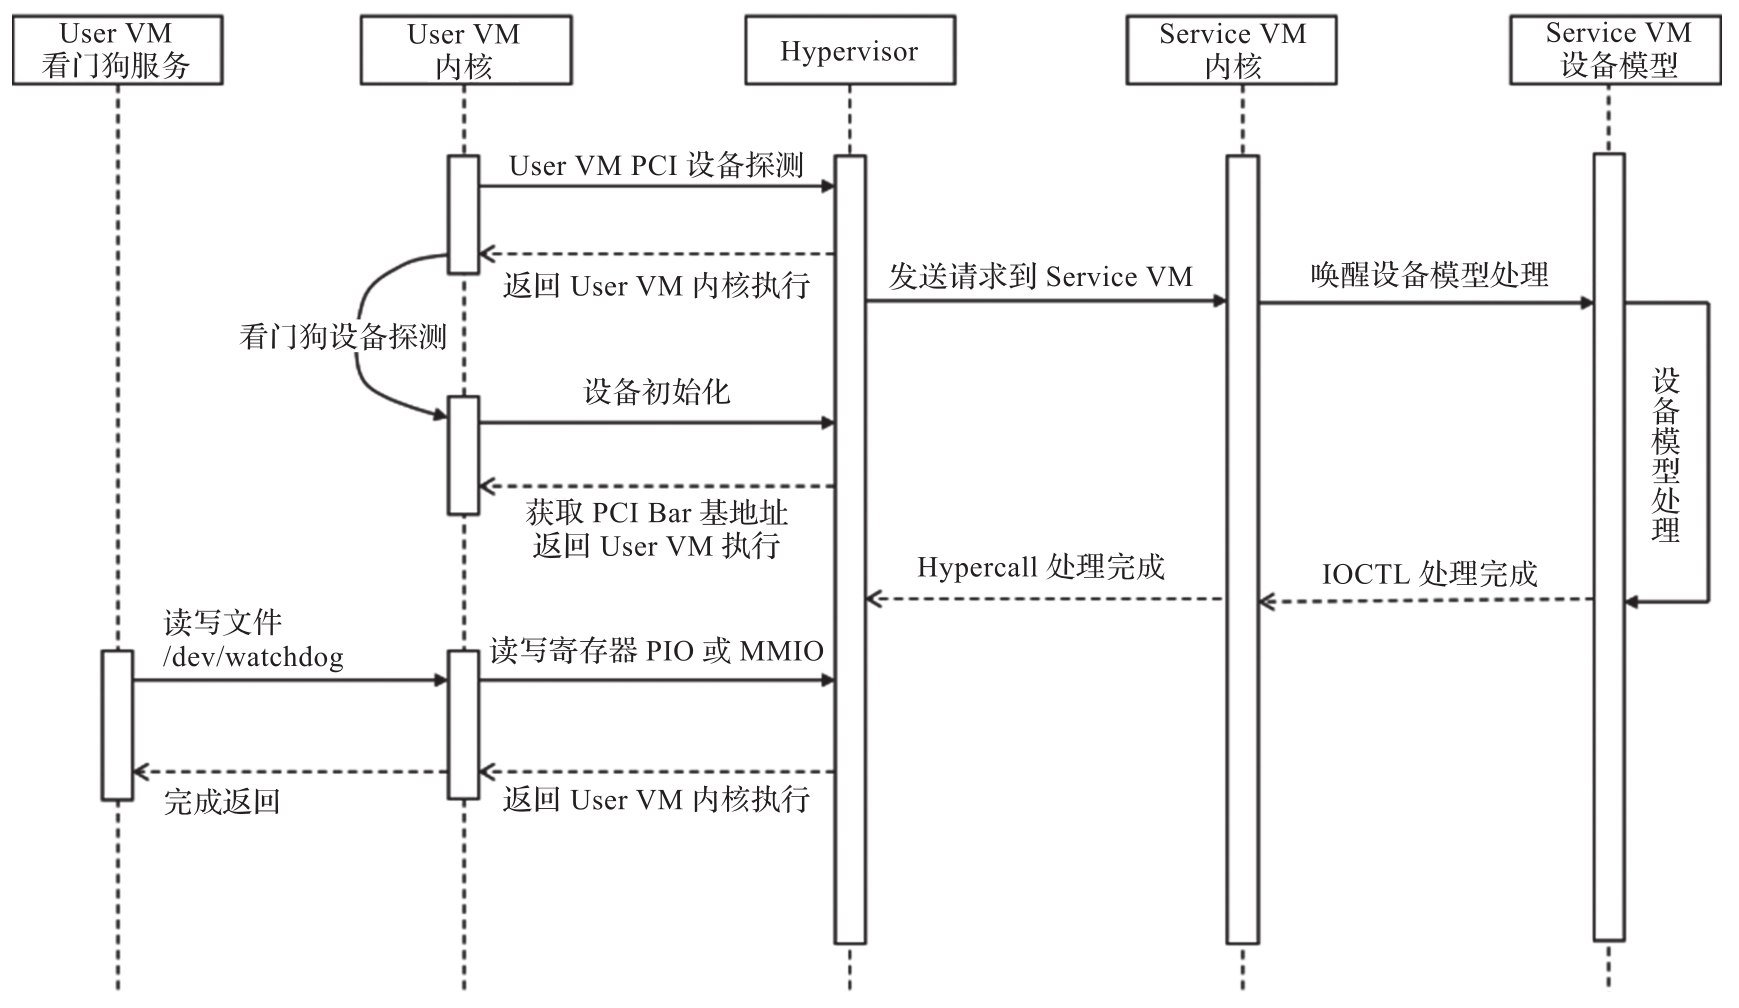 User VM
看门狗服务
User VM
内核
Hypervisor
Service VM
内核
Service VM
设备模型
User VM PCI 设备探测
返回 User VM 内核执行
发送请求到 Service VM
唤醒设备模型处理
看门狗设备探测
设备初始化
设备模型处理
获取 PCI Bar 基地址
返回 User VM 执行
Hypercall 处理完成
IOCTL 处理完成
读写文件
/dev/watchdog
读写寄存器 PIO 或 MMIO
完成返回
返回 User VM 内核执行